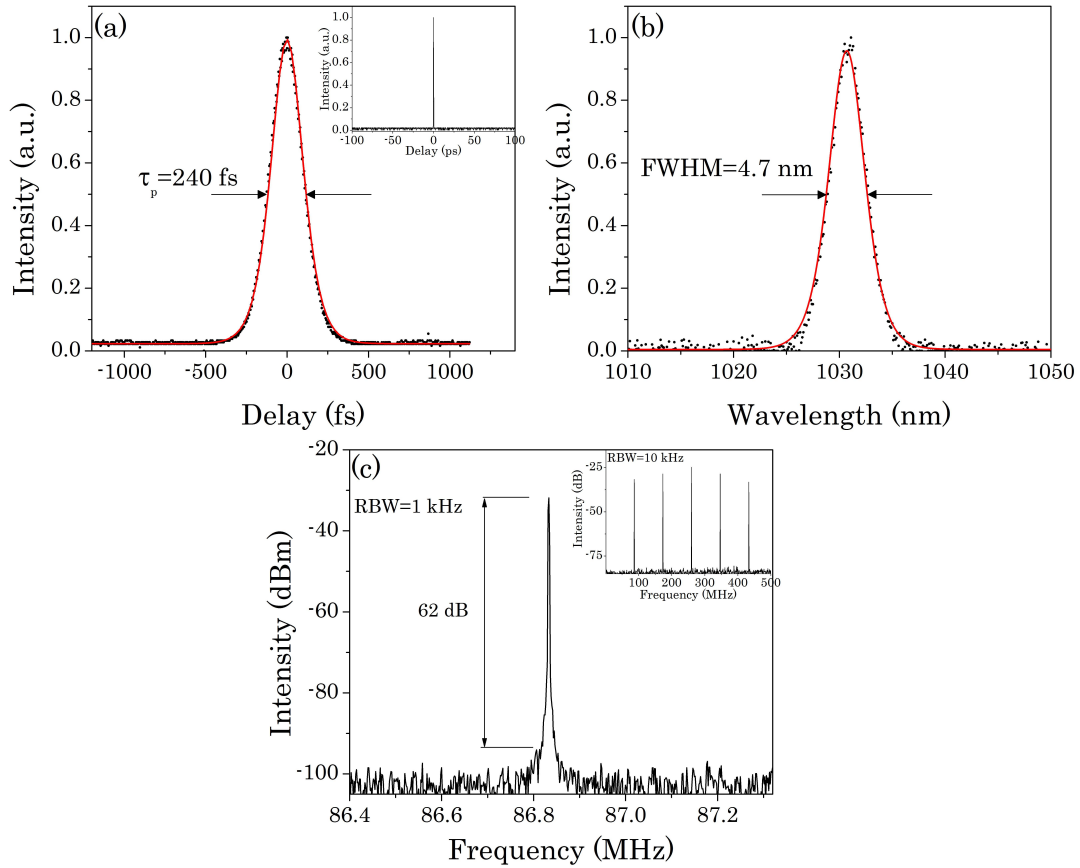 (a)
Intensity (a.u.)
1.0
0.8
0.6
0.4
0.2
0.0
τp=240 fs
-1000
-500
0
500
1000
Delay (fs)
Intensity (a.u.)
1.0
0.8
0.6
0.4
0.2
0.0
-100
-50
0
50
100
Delay (ps)
(b)
Intensity (a.u.)
1.0
0.8
0.6
0.4
0.2
0.0
FWHM=4.7 nm
1010
1020
1030
1040
1050
Wavelength (nm)
(c)
Intensity (dBm)
-20
-40
-60
-80
-100
RBW=1 kHz
62 dB
86.4
86.6
86.8
87.0
87.2
Frequency (MHz)
RBW=10 kHz
Intensity (dB)
-25
-50
-75
100
200
300
400
500
Frequency (MHz)